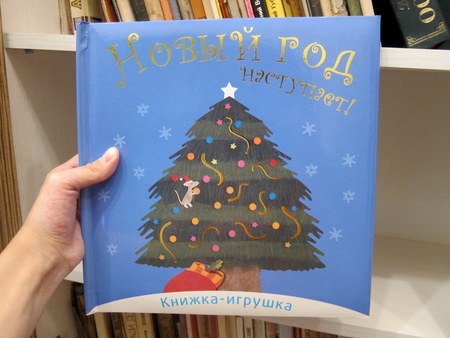 Новый год
наступает!
Книжка-игрушка